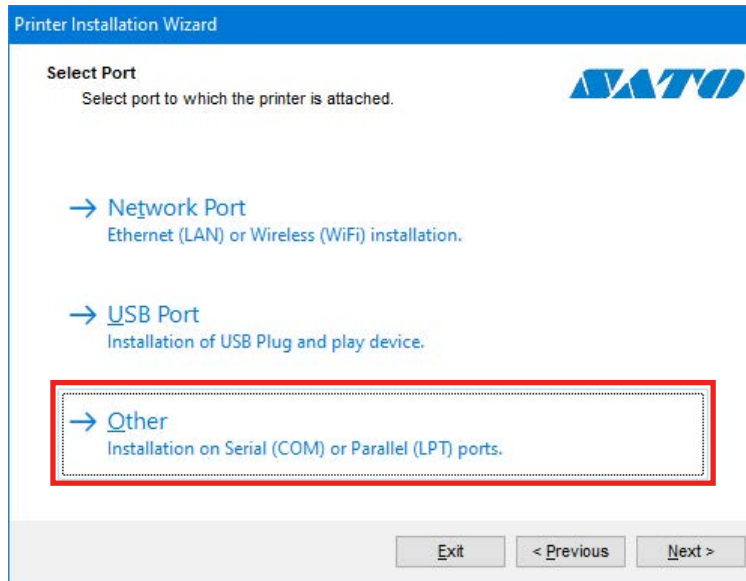 Printer Installation Wizard
Select Port
Select port to which the printer is attached.
SATO
→ Network Port
Ethernet (LAN) or Wireless (WiFi) installation.
→ USB Port
Installation of USB Plug and play device.
→ Other
Installation on Serial (COM) or Parallel (LPT) ports.
Exit < Previous Next >